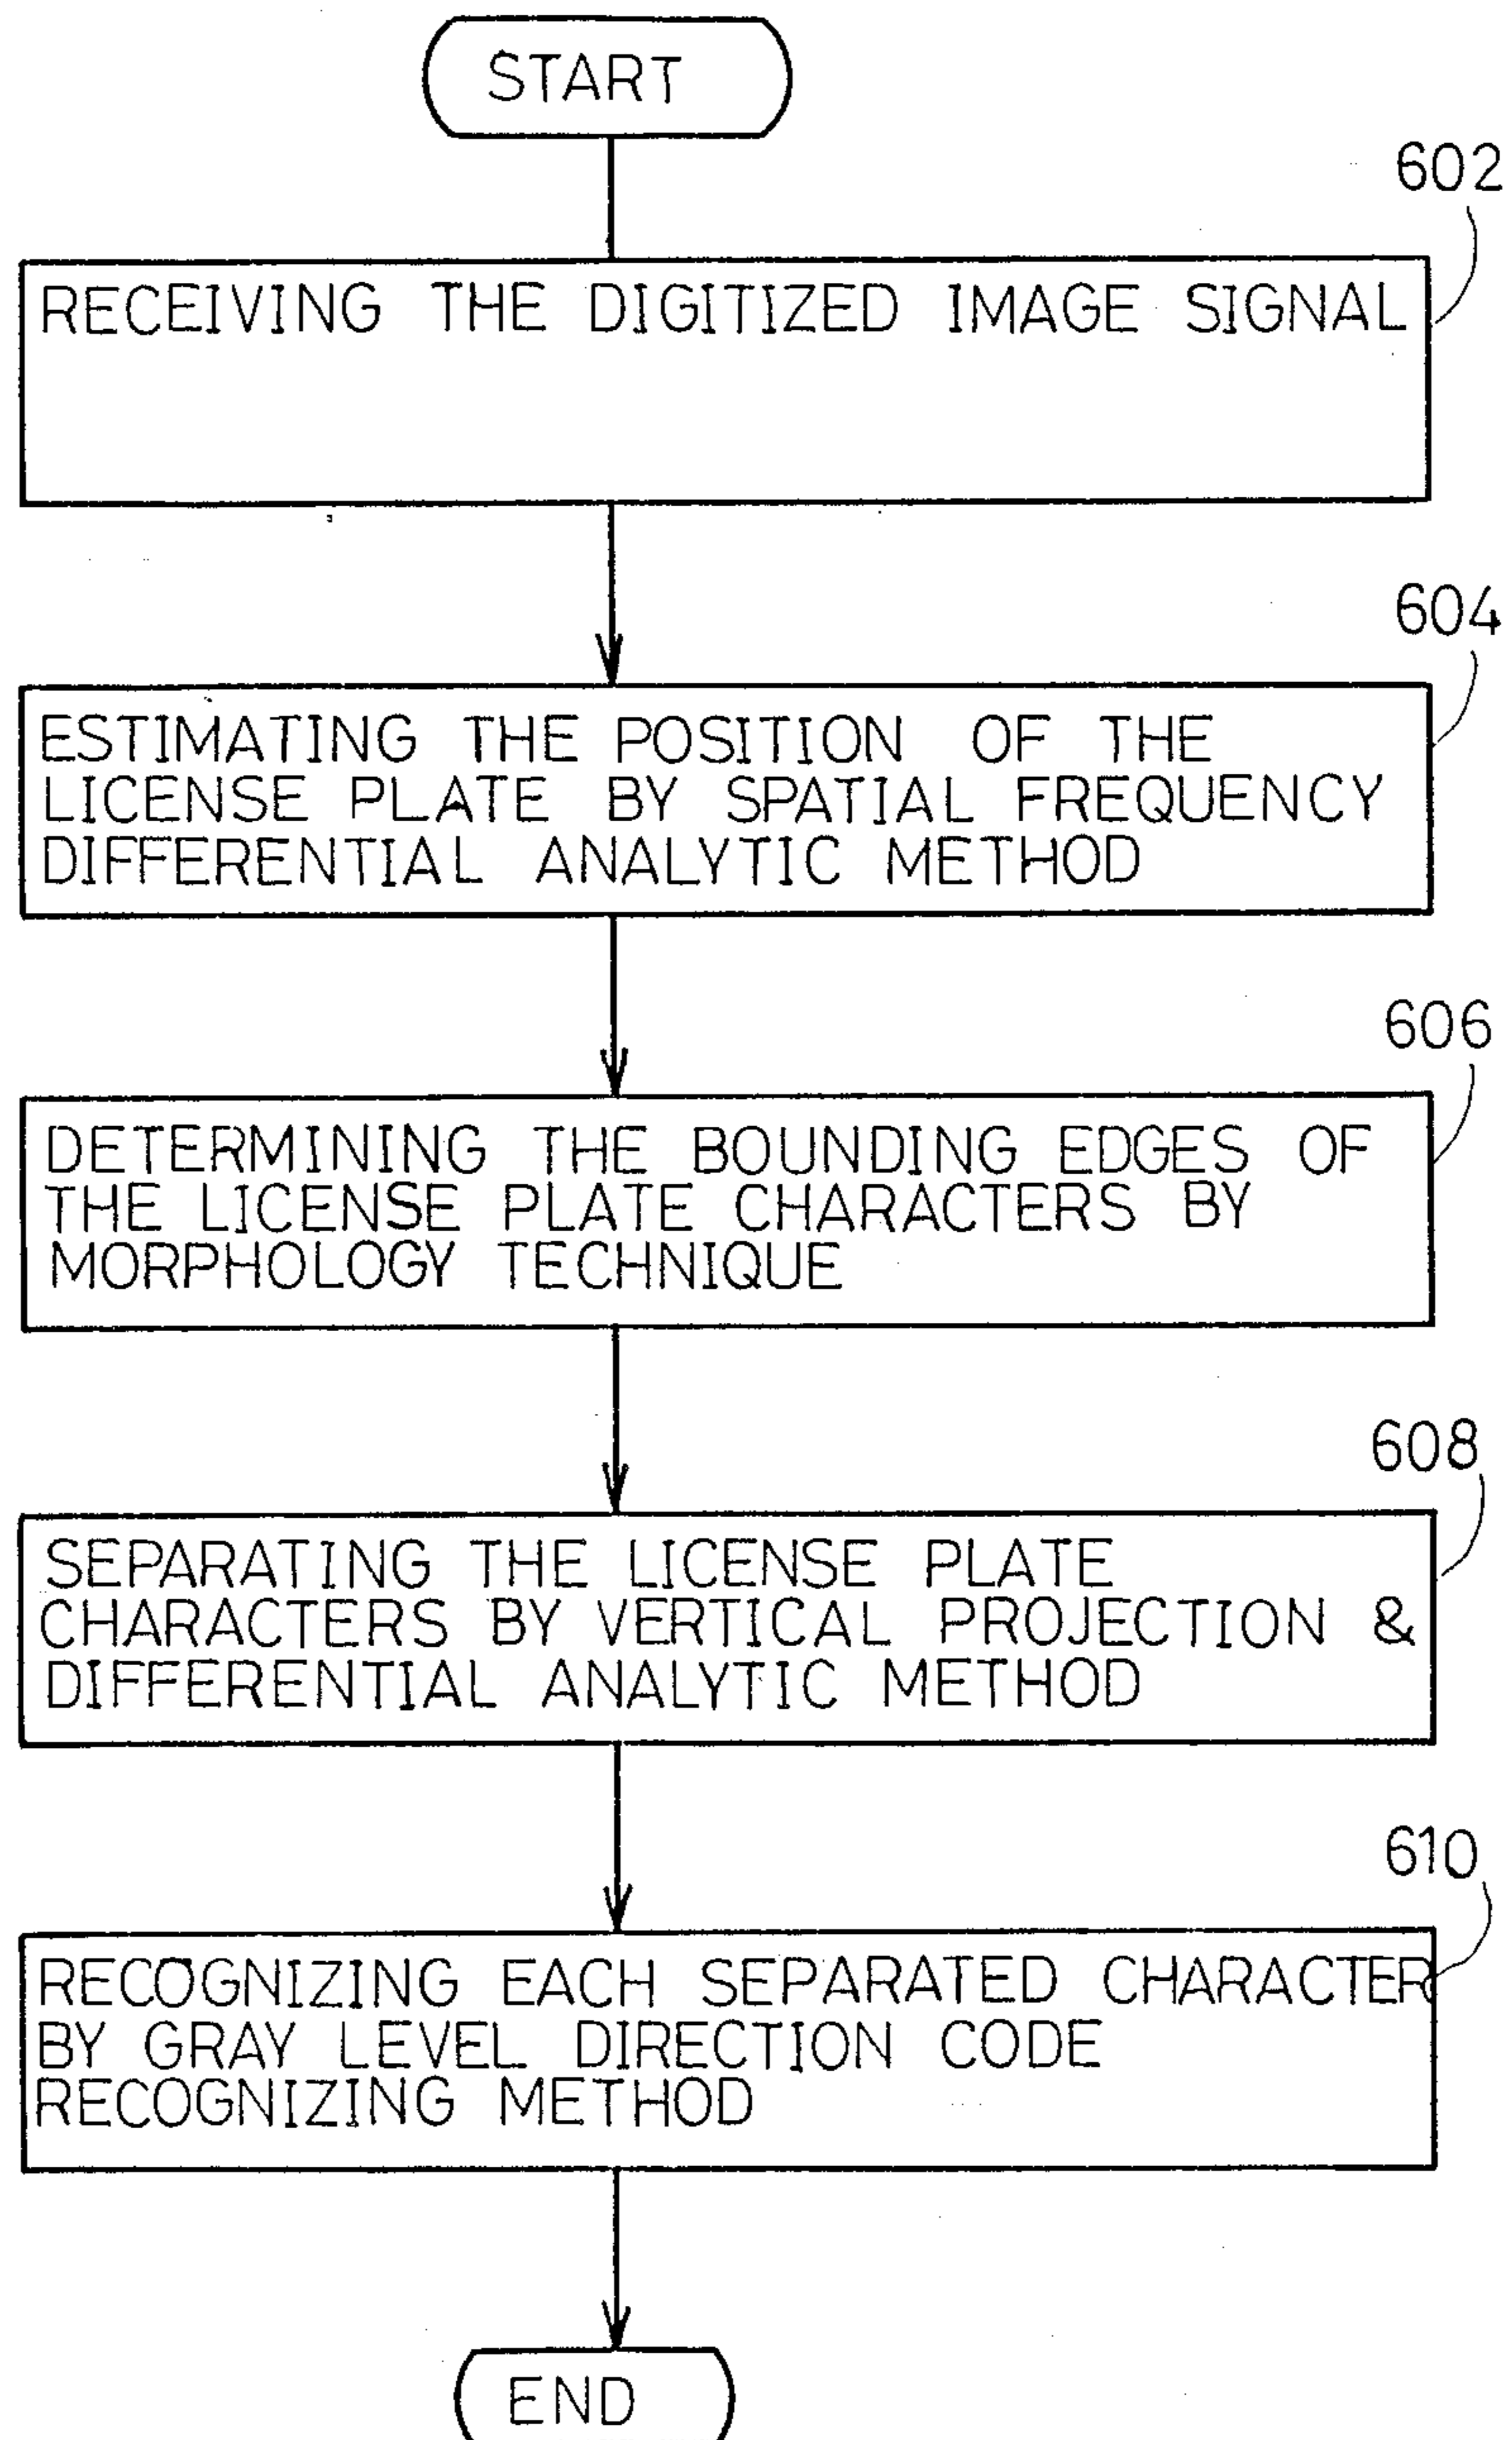 START
602
RECEIVING THE DIGITIZED IMAGE SIGNAL
604
ESTIMATING THE POSITION OF THE
LICENSE PLATE BY SPATIAL FREQUENCY
DIFFERENTIAL ANALYTIC METHOD
606
DETERMINING THE BOUNDING EDGES OF
THE LICENSE PLATE CHARACTERS BY
MORPHOLOGY TECHNIQUE
608
SEPARATING THE LICENSE PLATE
CHARACTERS BY VERTICAL PROJECTION &
DIFFERENTIAL ANALYTIC METHOD
610
RECOGNIZING EACH SEPARATED CHARACTER
BY GRAY LEVEL DIRECTION CODE
RECOGNIZING METHOD
END